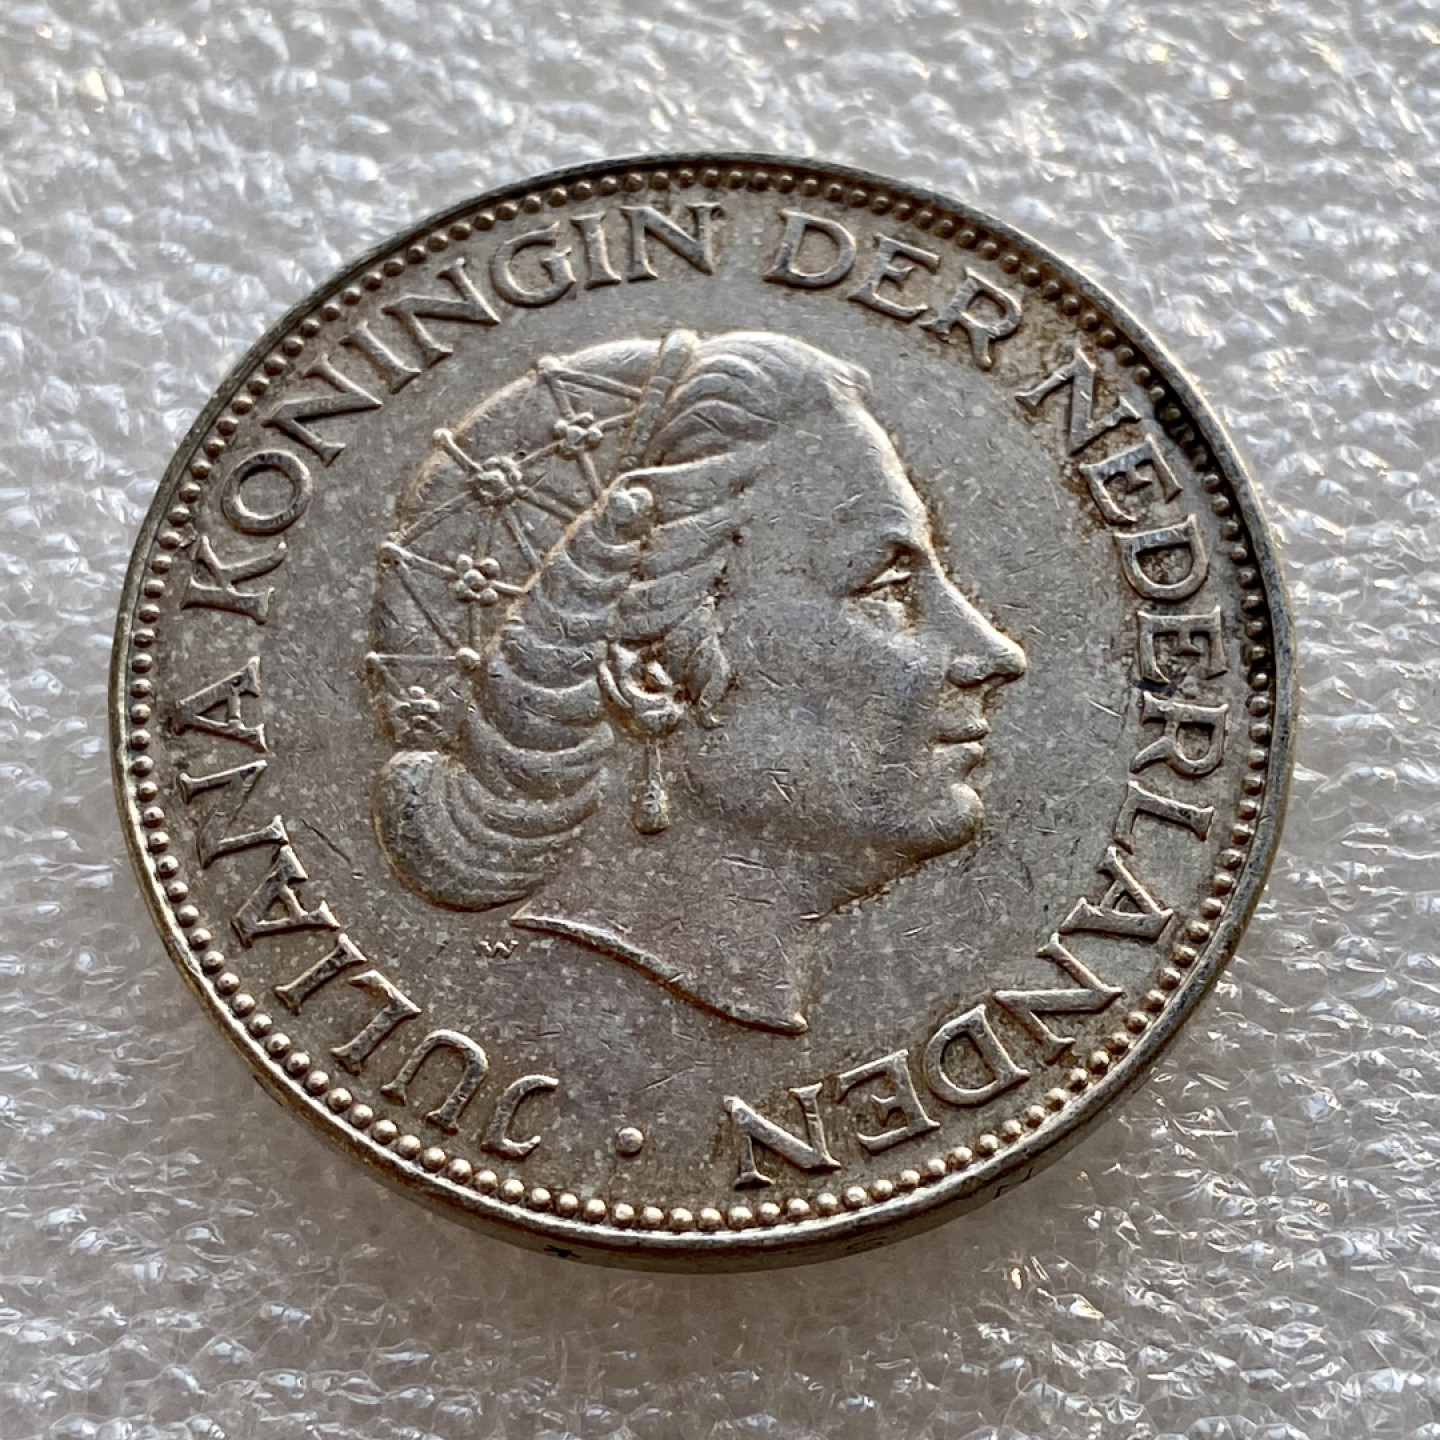 JULIANA KONINGIN DER NEDERLANDEN ·
W